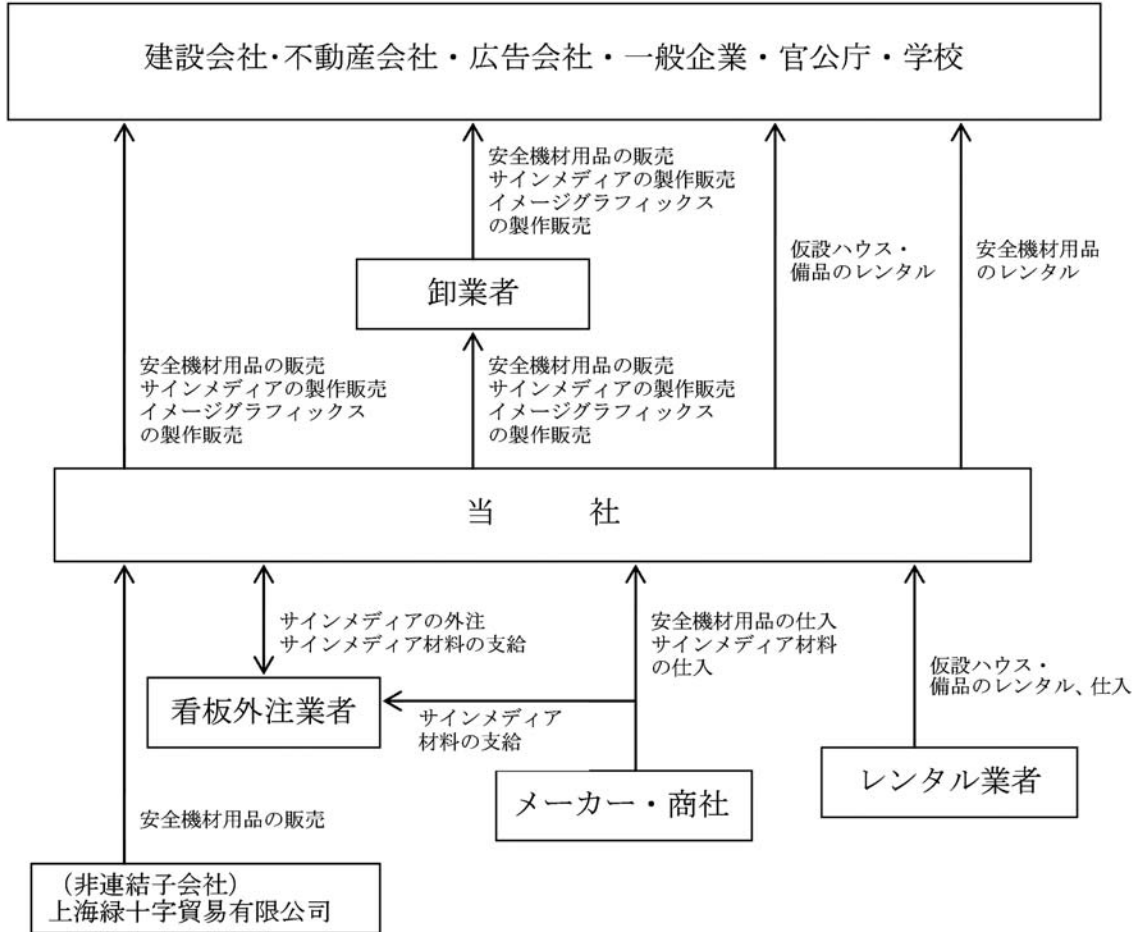 建設会社・不動産会社・広告会社・一般企業・官公庁・学校
安全機材用品の販売
サインメディアの製作販売
イメージグラフィックス
の製作販売
仮設ハウス・
備品のレンタル
安全機材用品
のレンタル
卸業者
安全機材用品の販売
サインメディアの製作販売
イメージグラフィックス
の製作販売
安全機材用品の販売
サインメディアの製作販売
イメージグラフィックス
の製作販売
当 社
サインメディアの外注
サインメディア材料の支給
安全機材用品の仕入
サインメディア材料
の仕入
仮設ハウス・
備品のレンタル、仕入
看板外注業者
サインメディア
材料の支給
メーカー・商社
レンタル業者
安全機材用品の販売
（非連結子会社）
上海緑十字貿易有限公司